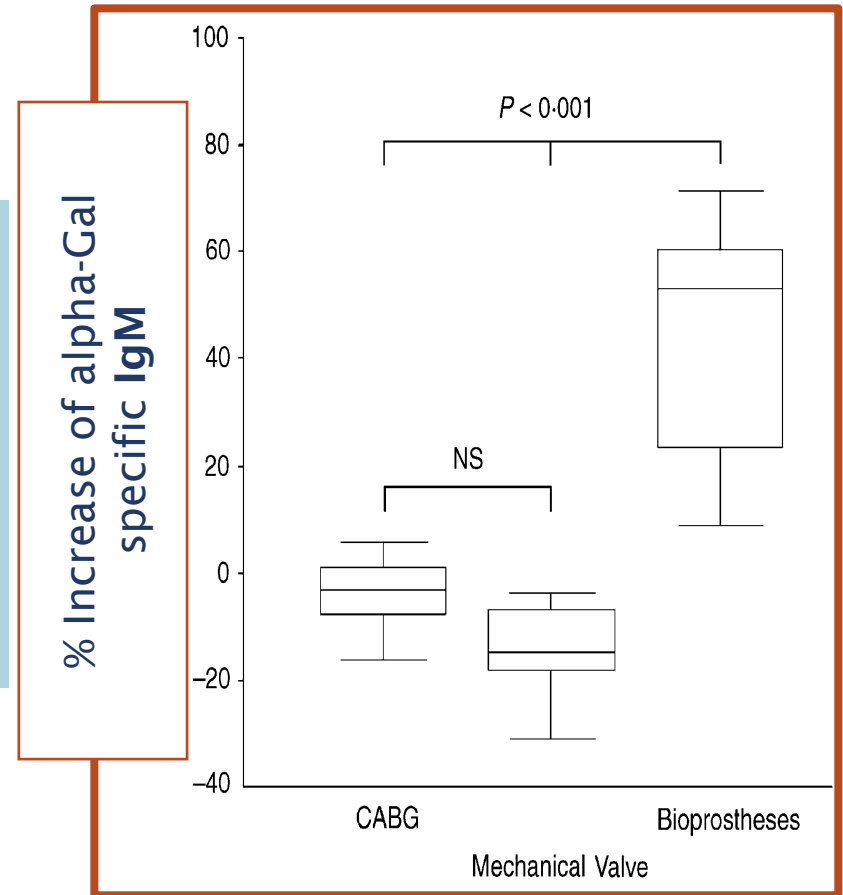 % Increase of alpha-Gal
specific IgM
100
80
60
40
20
0
–20
–40
P < 0·001
NS
CABG
Bioprostheses
Mechanical Valve